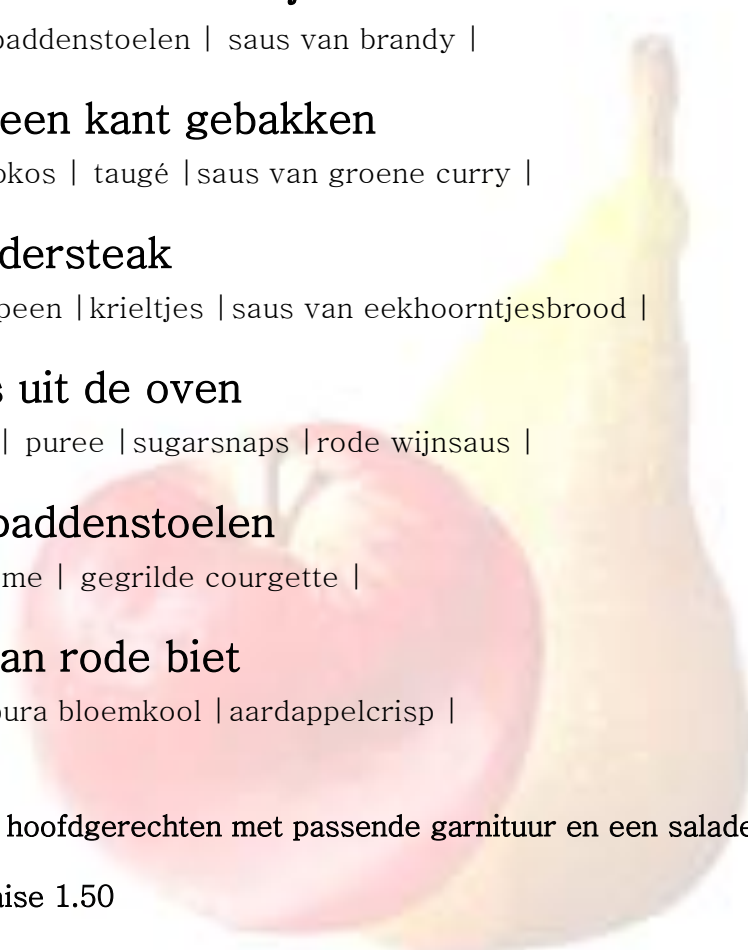 paddenstoelen | saus van brandy |
een kant gebakken
okos | taugé | saus van groene curry |
dersteak
peen | krieltjes | saus van eekhoorntjesbrood |
s uit de oven
| puree | sugarsnaps | rode wijnsaus |
paddenstoelen
me | gegrilde courgette |
an rode biet
pura bloemkool | aardappelcrisp |
hoofdgerechten met passende garnituur en een salade
aise 1.50